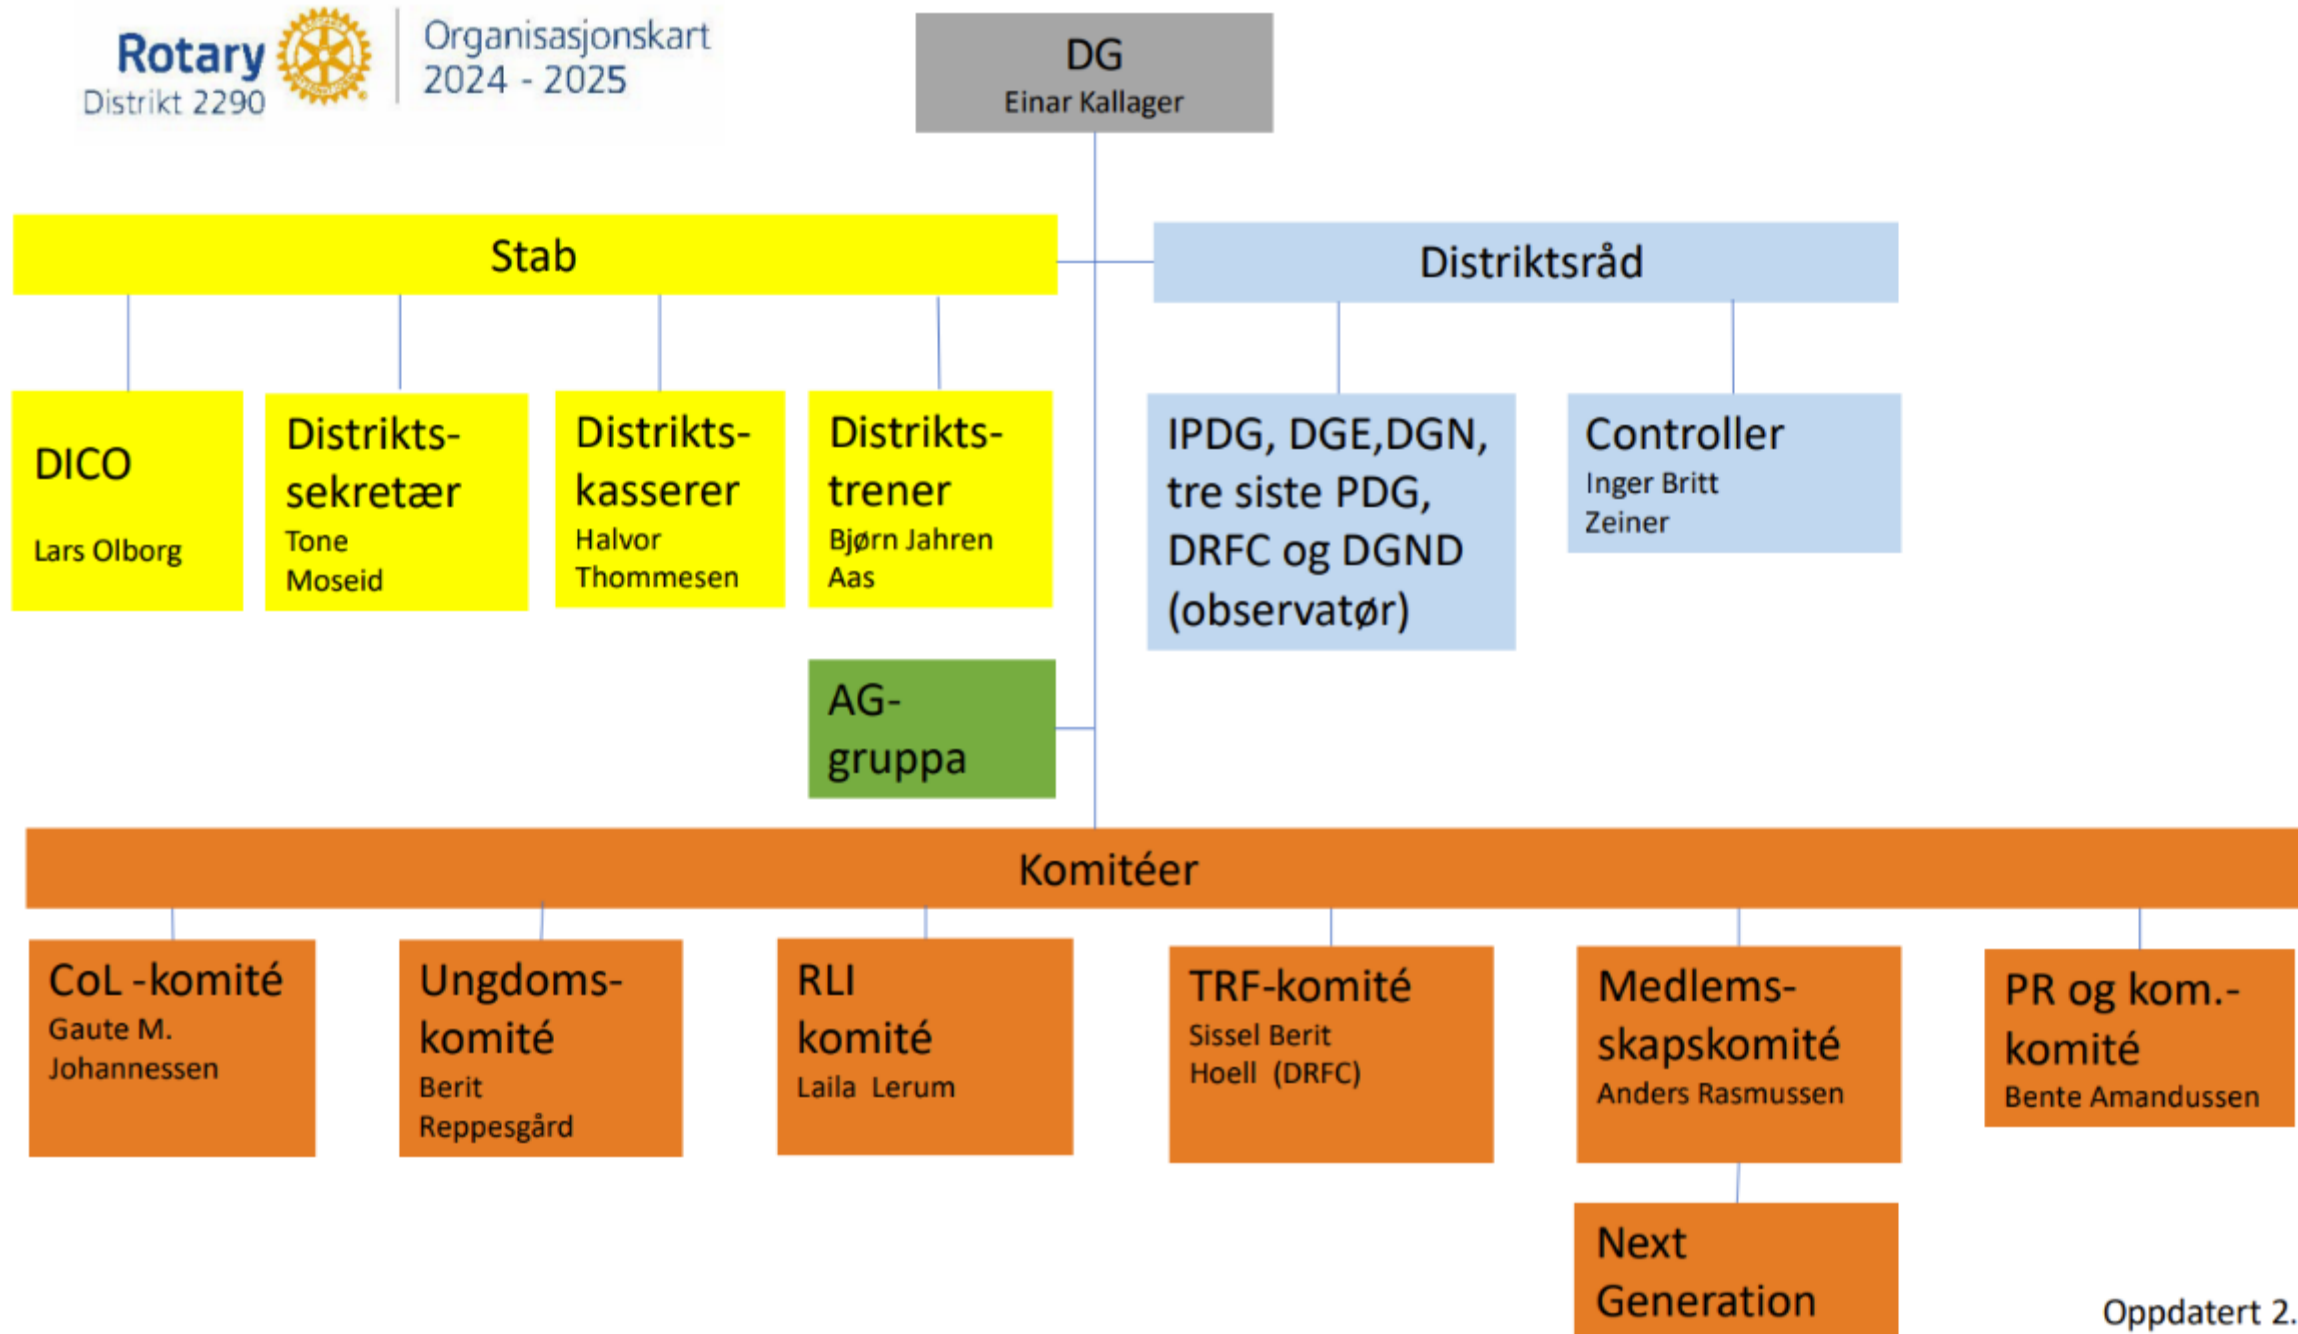 Rotary
Distrikt 2290
Organisasjonskart
2024 - 2025
DG
Einar Kallager
Stab
Distriktsråd
DICO
Lars Olborg
Distrikts-
sekretær
Tone
Moseid
Distrikts-
kasserer
Halvor
Thommesen
Distrikts-
trener
Bjørn Jahren
Aas
IPDG, DGE,DGN,
tre siste PDG,
DRFC og DGND
(observatør)
Controller
Inger Britt
Zeiner
AG-
gruppa
Komitéer
CoL -komité
Gaute M.
Johannessen
Ungdoms-
komité
Berit
Reppesgård
RLI
komité
Laila Lerum
TRF-komité
Sissel Berit
Hoell (DRFC)
Medlems-
skapskomité
Anders Rasmussen
PR og kom.-
komité
Bente Amandussen
Next
Generation
Oppdatert 2.